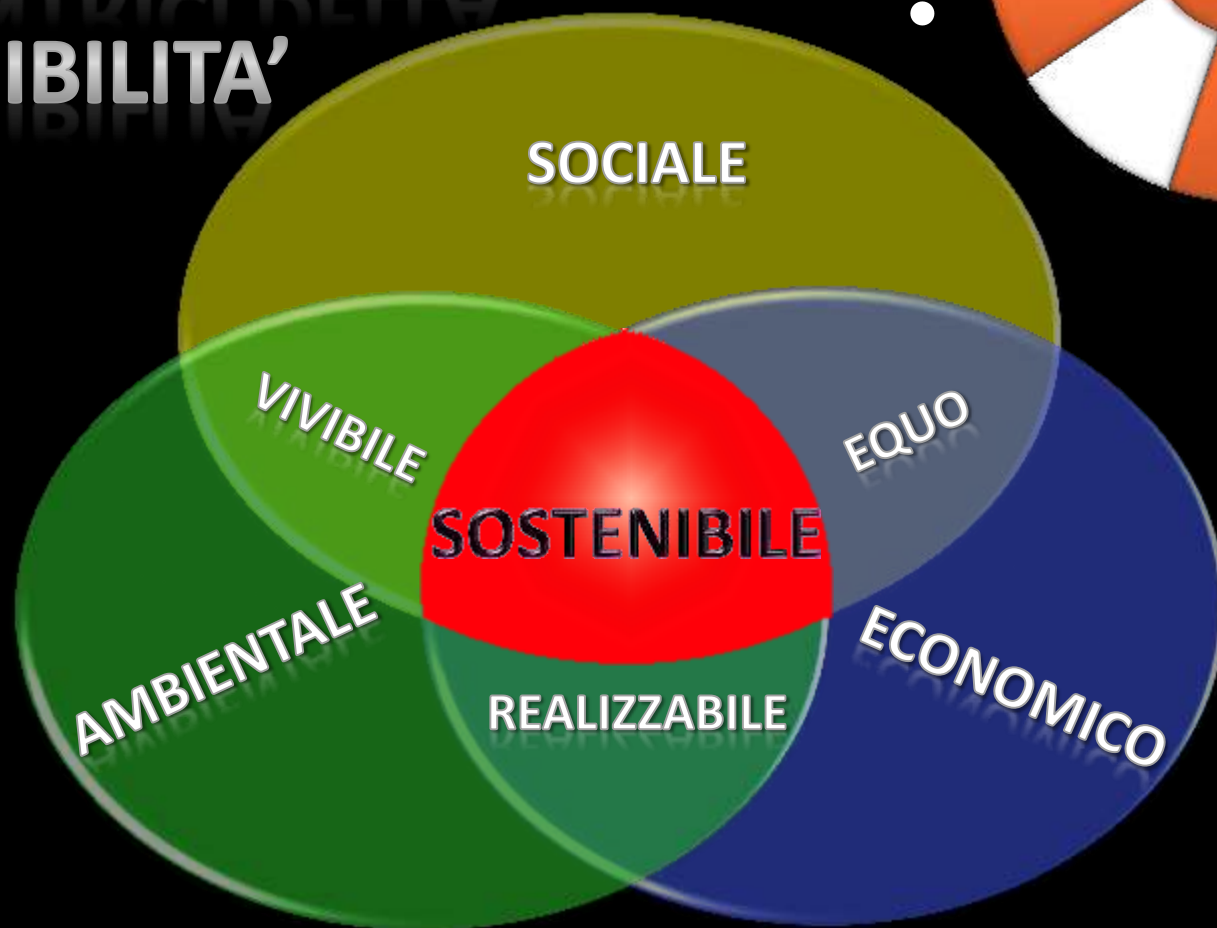 IBILITA’
SOCIALE
VIVIBILE
EQUO
SOSTENIBILE
AMBIENTALE
ECONOMICO
REALIZZABILE